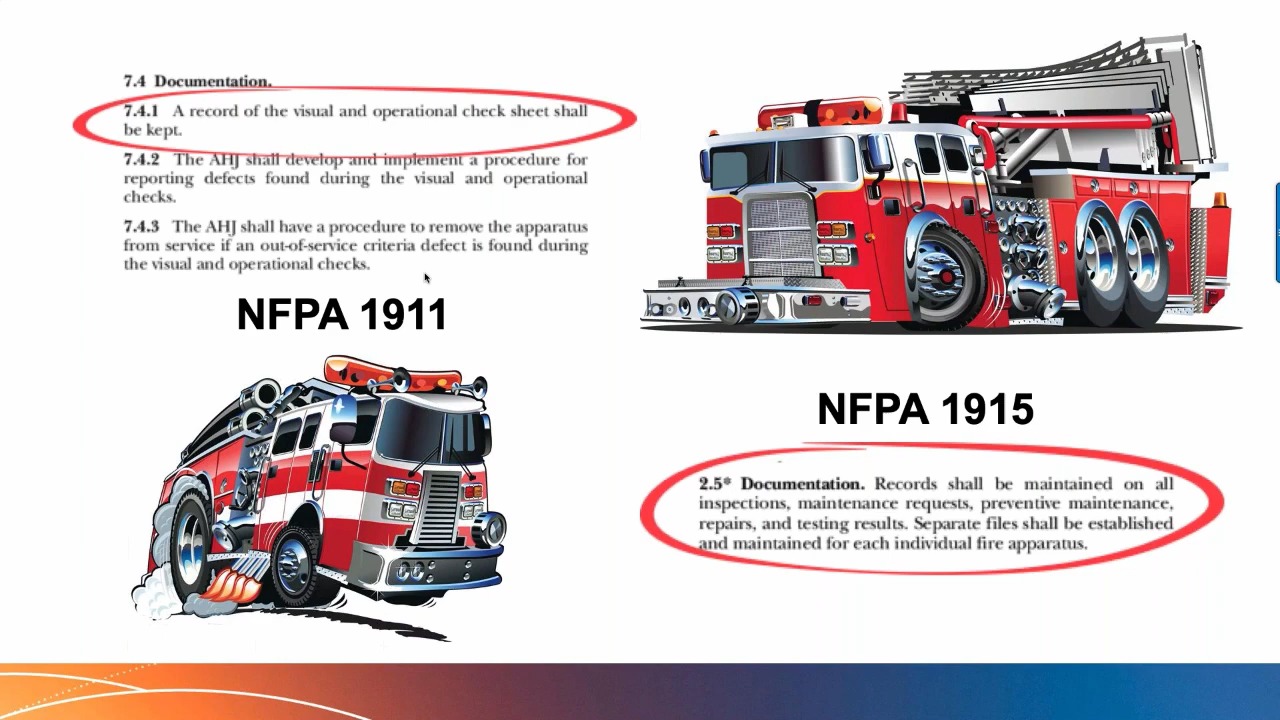 7.4 Documentation.
7.4.1 A record of the visual and operational check sheet shall
be kept.
7.4.2 The AHJ shall develop and implement a procedure for
reporting defects found during the visual and operational
checks.
7.4.3 The AHJ shall have a procedure to remove the apparatus
from service if an out-of-service criteria defect is found during
the visual and operational checks.
NFPA 1911
NFPA 1915
2.5* Documentation. Records shall be maintained on all
inspections, maintenance requests, preventive maintenance,
repairs, and testing results. Separate files shall be established
and maintained for each individual fire apparatus.